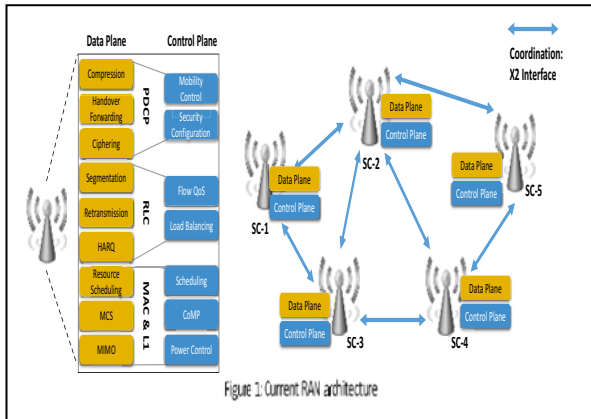 Data Plane
Control Plane
Compression
Handover
Forwarding
Ciphering
PDCP
Mobility
Control
Security
Configuration
Segmentation
Retransmission
HARQ
RLC
Flow QoS
Load Balancing
Resource
Scheduling
MCS
MIMO
MAC & L1
Scheduling
CoMP
Power Control
Coordination:
X2 Interface
Data Plane
Control Plane
SC-2
Data Plane
Control Plane
SC-5
Data Plane
Control Plane
SC-1
Data Plane
Control Plane
SC-3
Data Plane
Control Plane
SC-4
Figure 1: Current RAN architecture